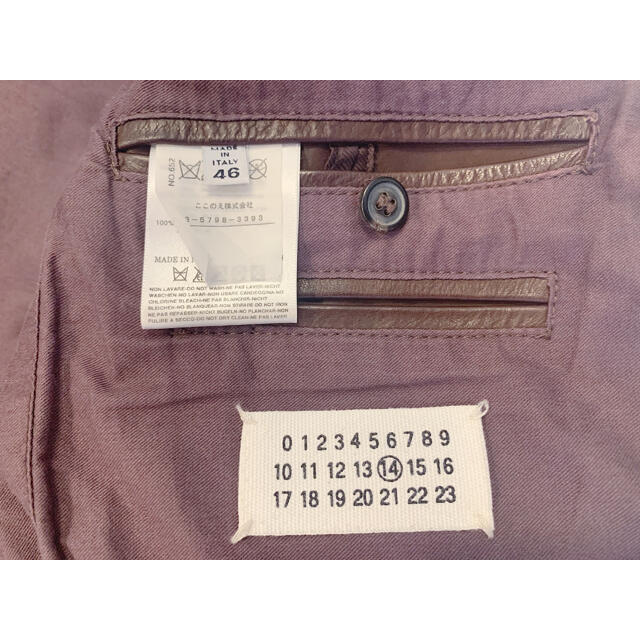 MADE IN
ITALY
46
NO.652
ここのえ株式会社
3-5798-3393
100%
MADE IN
NON LAVARE-DO NOT WASH-NE PAS LAVER-NICHT
WASCHEN-NO LAVAR-NON USARE CANDEGGINA-NO
CHLORINE BLEACH-NE PAS BLANCHIR-NICHT
BLEICHEN-NO BLANQUEAR-NON STIRARE-DO NOT IRON
NE PAS REPASSER-NICHT BUGELN-NO PLANCHAR-NON
PULIRE A SECCO-DO NOT DRY CLEAN-NE PAS LAVER
0 1 2 3 4 5 6 7 8 9
10 11 12 13 14 15 16
17 18 19 20 21 22 23